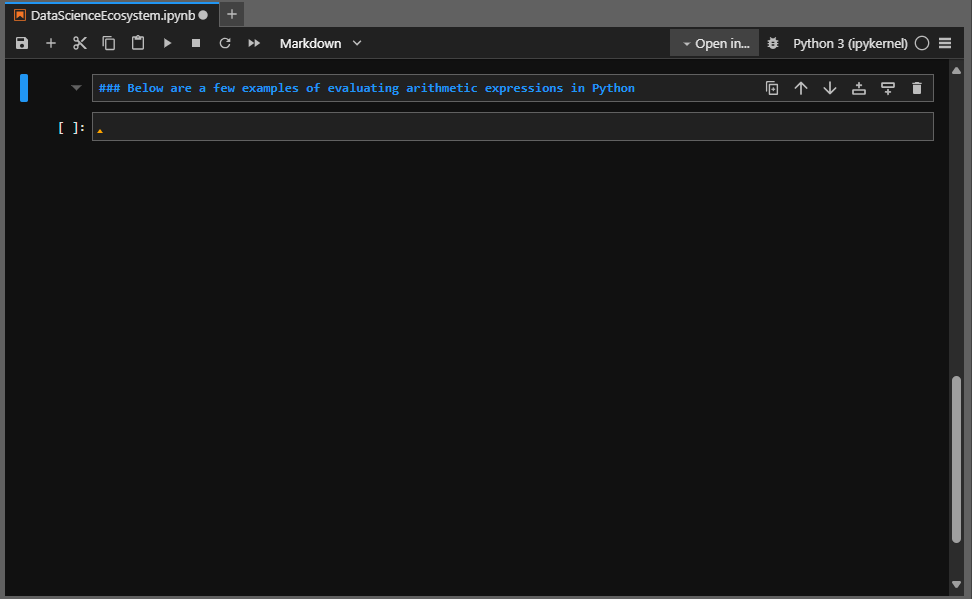 DataScienceEcosystem.ipynb
Markdown
Open in...
Python 3 (ipykernel)
### Below are a few examples of evaluating arithmetic expressions in Python
[ ]: